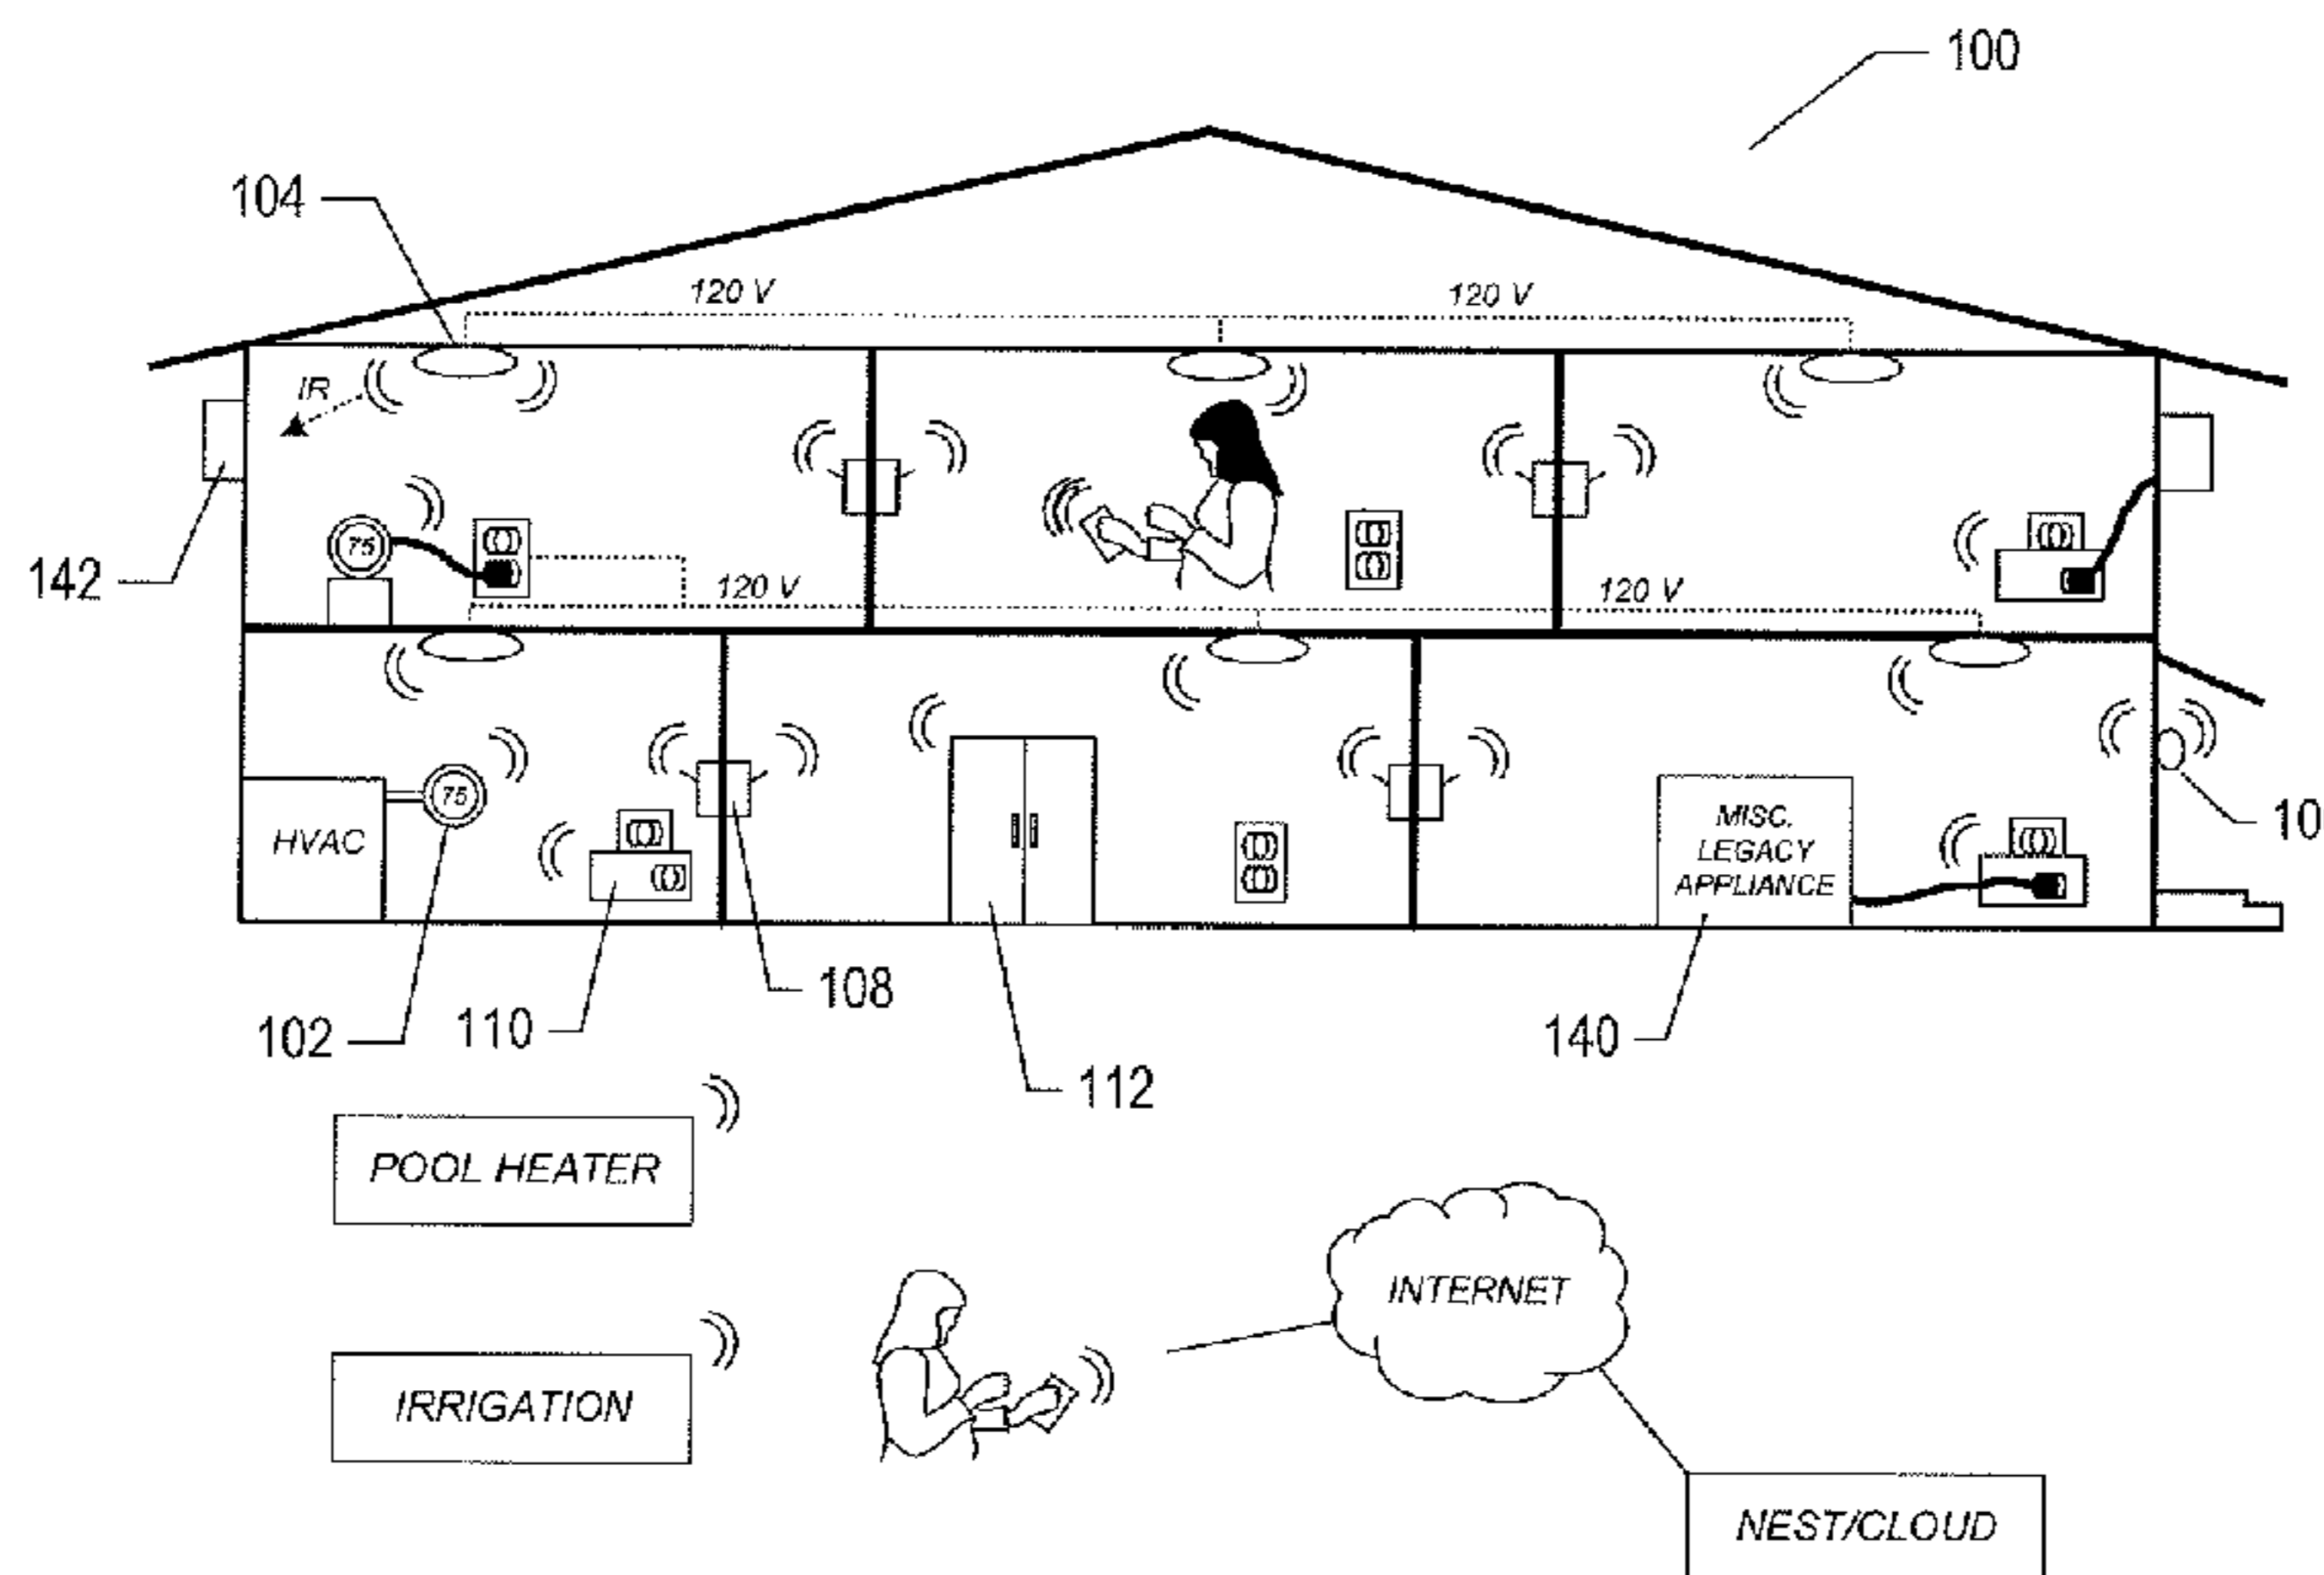 100
104
120 V
120 V
IR
142
75
120 V
120 V
75
HVAC
MISC.
LEGACY
APPLIANCE
10
108
102
110
140
112
POOL HEATER
INTERNET
IRRIGATION
NEST/CLOUD